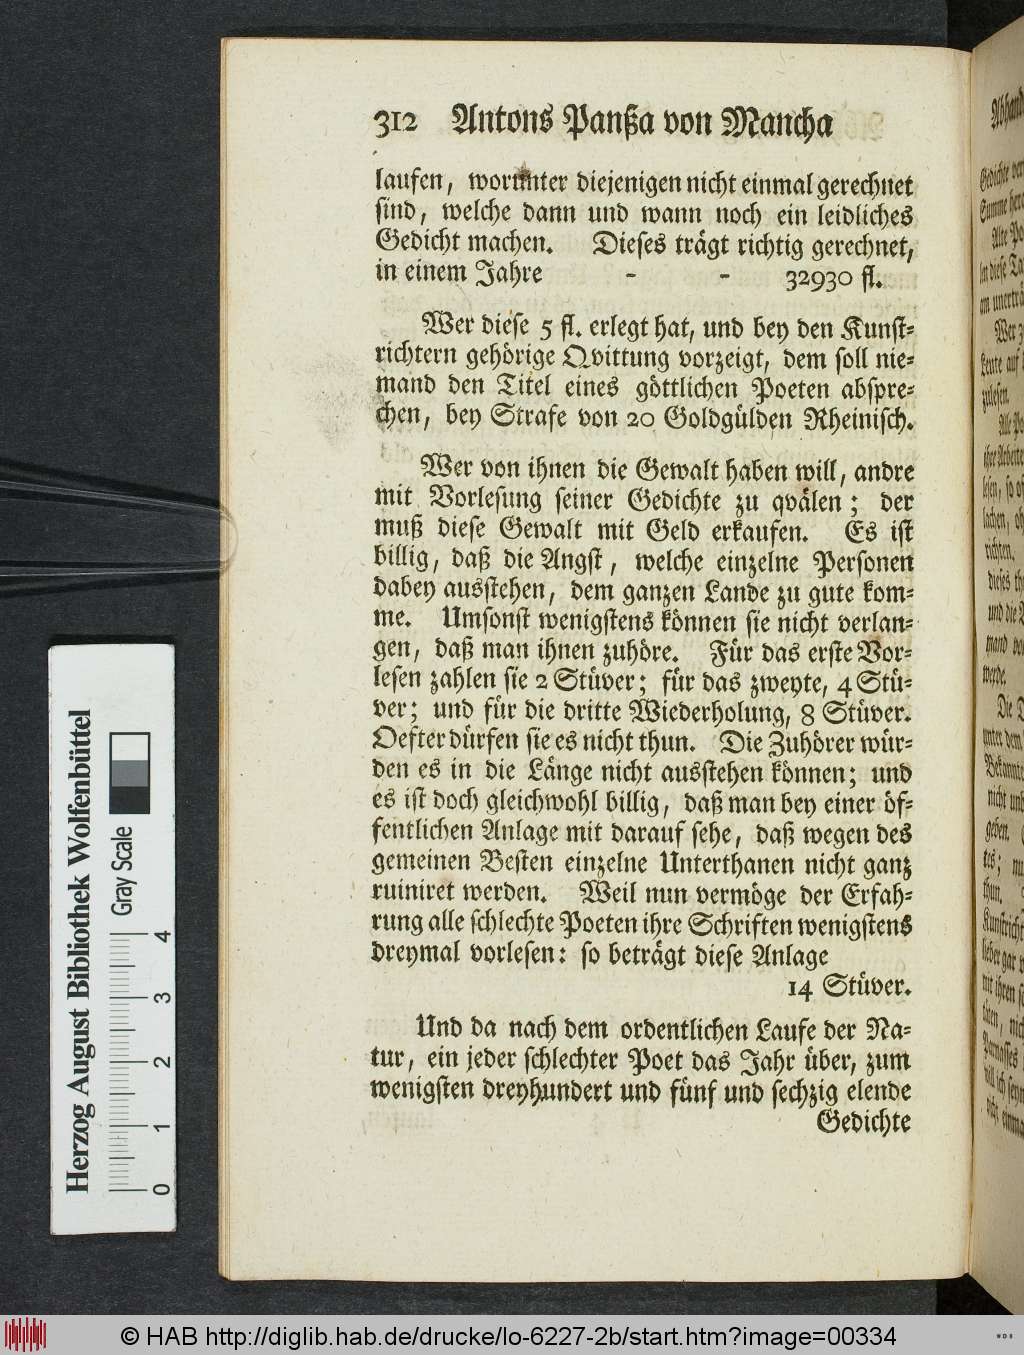 312 Antons Panßa von Mancha
laufen, worunter diejenigen nicht einmal gerechnet
sind, welche dann und wann noch ein leidliches
Gedicht machen. Dieses trägt richtig gerechnet,
in einem Jahre - - 32930 fl.
Wer diese 5 fl. erlegt hat, und bey den Kunst-
richtern gehörige Qvittung vorzeigt, dem soll nie-
mand den Titel eines göttlichen Poeten abspre-
chen, bey Strafe von 20 Goldgülden Rheinisch.
Wer von ihnen die Gewalt haben will, andre
mit Vorlesung seiner Gedichte zu qvälen; der
muß diese Gewalt mit Geld erkaufen. Es ist
billig, daß die Angst, welche einzelne Personen
dabey ausstehen, dem ganzen Lande zu gute kom-
me. Umsonst wenigstens können sie nicht verlan-
gen, daß man ihnen zuhöre. Für das erste Vor-
lesen zahlen sie 2 Stüver; für das zweyte, 4 Stü-
ver; und für die dritte Wiederholung, 8 Stüver.
Oefter dürfen sie es nicht thun. Die Zuhörer wür-
den es in die Länge nicht ausstehen können; und
es ist doch gleichwohl billig, daß man bey einer öf-
fentlichen Anlage mit darauf sehe, daß wegen des
gemeinen Besten einzelne Unterthanen nicht ganz
ruiniret werden. Weil nun vermöge der Erfah-
rung alle schlechte Poeten ihre Schriften wenigstens
dreymal vorlesen: so beträgt diese Anlage
14 Stüver.
Und da nach dem ordentlichen Laufe der Na-
tur, ein jeder schlechter Poet das Jahr über, zum
wenigsten dreyhundert und fünf und sechzig elende
Gedichte
Herzog August Bibliothek Wolfenbüttel
Gray Scale
0 1 2 3 4
© HAB http://diglib.hab.de/drucke/lo-6227-2b/start.htm?image=00334